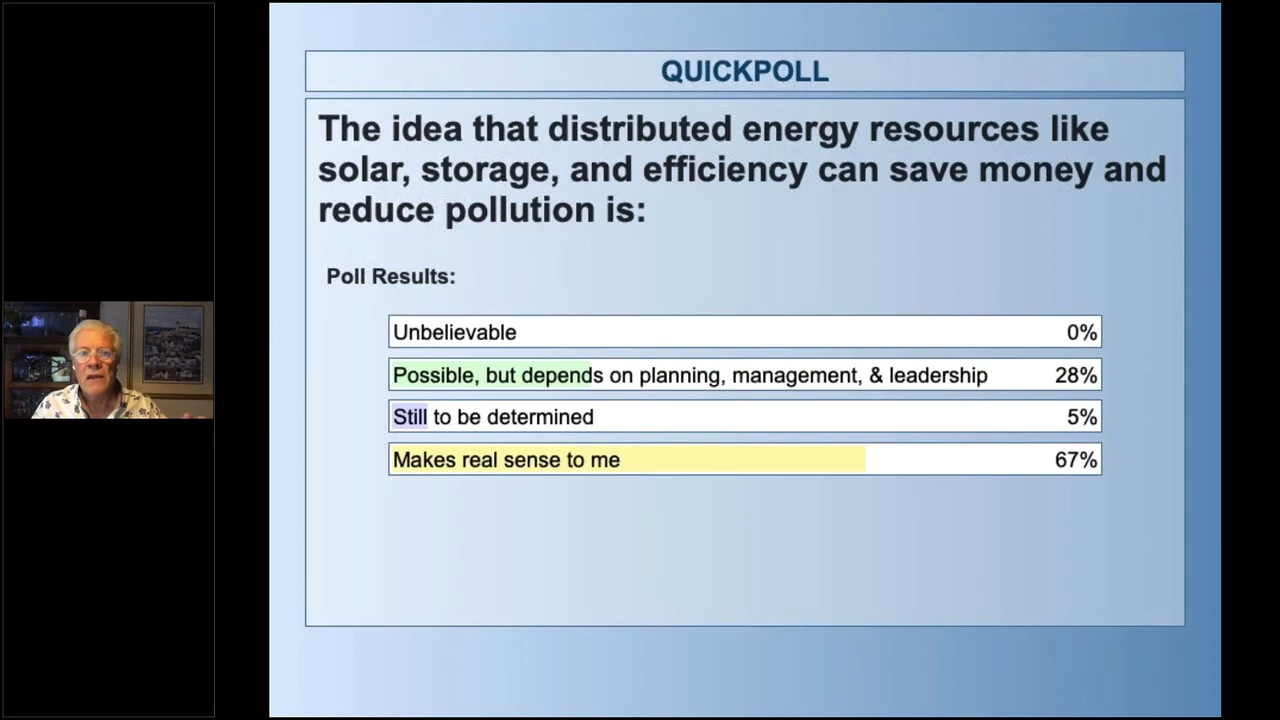 QUICKPOLL
The idea that distributed energy resources like
solar, storage, and efficiency can save money and
reduce pollution is:
Poll Results:
Unbelievable 0%
Possible, but depends on planning, management, & leadership 28%
Still to be determined 5%
Makes real sense to me 67%